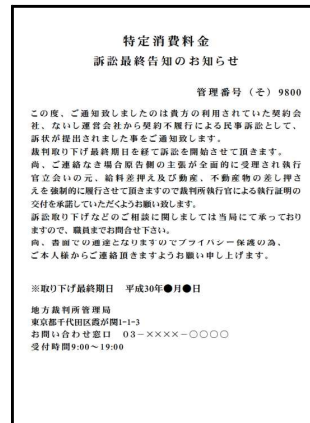 特定消費料金
訴訟最終告知のお知らせ
管理番号（そ）9800
この度、ご通知致しましたのは貴方の利用されていた契約会
社、ないし運営会社から契約不履行による民事訴訟として、
訴状が提出されました事をご通知致します。
裁判取り下げ最終期日を経て訴訟を開始させて頂きます。
尚、ご連絡なき場合原告側の主張が全面的に受理され執行
官立会いの元、給料差押え及び動産、不動産物の差し押さ
えを強制的に履行させて頂きますので裁判所執行官による執行証明の
交付を承諾していただくようお願い致します。
訴訟取り下げなどのご相談に関しましては当局にて承っており
ますので、職員までお問合せ下さい。
尚、書面での通達となりますのでプライバシー保護の為、
ご本人様からご連絡頂きますようお願い申し上げます。
※取り下げ最終期日　平成30年●月●日
地方裁判所管理局
東京都千代田区霞が関1-1-3
お問い合わせ窓口　03－××××－○○○○
受付時間9:00～19:00